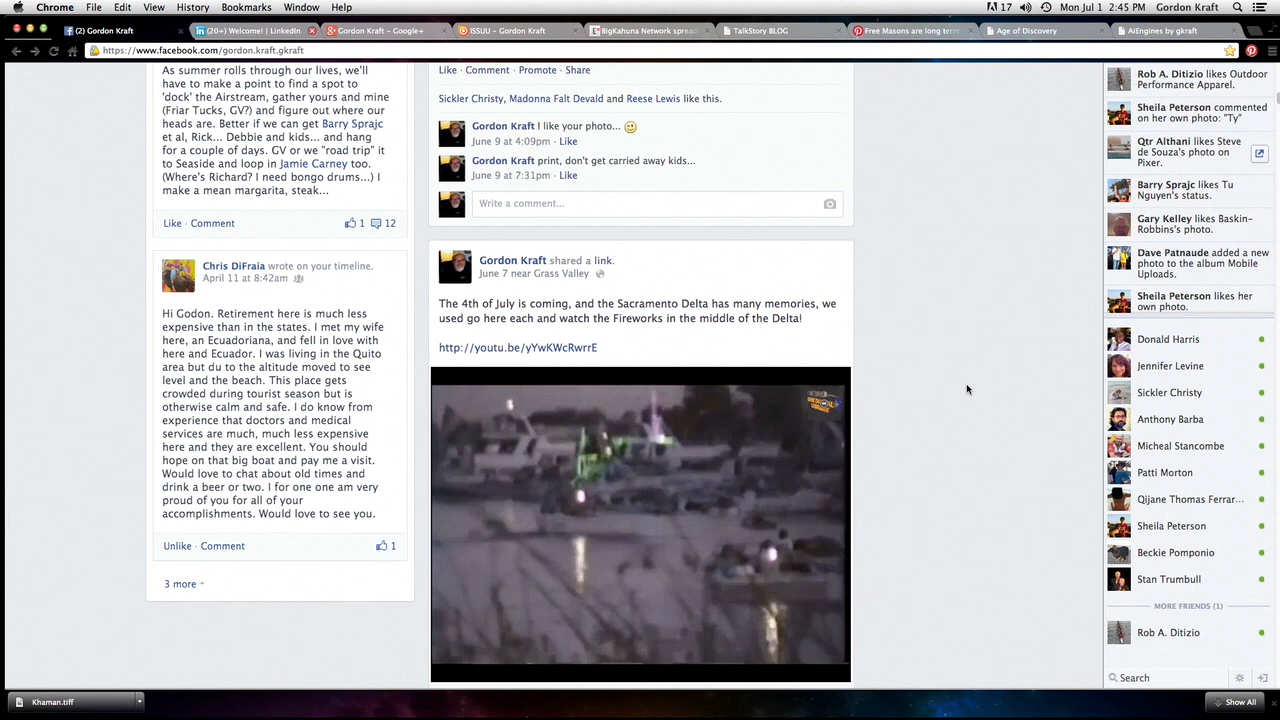 Chrome File Edit View History Bookmarks Window Help
17 Mon Jul 1 2:45 PM Gordon Kraft
(2) Gordon Kraft
(20+) Welcome! | LinkedIn
Gordon Kraft - Google+
ISSUU - Gordon Kraft
BigKahuna Network spread
TalkStory BLOG
Free Masons are long term
Age of Discovery
AiEngines by gkraft
https://www.facebook.com/gordon.kraft.gkraft
As summer rolls through our lives, we'll
have to make a point to find a spot to
'dock' the Airstream, gather yours and mine
(Friar Tucks, GV?) and figure out where our
heads are. Better if we can get Barry Sprajc
et al, Rick... Debbie and kids... and hang
for a couple of days. GV or we "road trip" it
to Seaside and loop in Jamie Carney too.
(Where's Richard? I need bongo drums...) I
make a mean margarita, steak...
Like · Comment 1 12
Chris DiFraia wrote on your timeline.
April 11 at 8:42am
Hi Godon. Retirement here is much less
expensive than in the states. I met my wife
here, an Ecuadoriana, and fell in love with
here and Ecuador. I was living in the Quito
area but du to the altitude moved to see
level and the beach. This place gets
crowded during tourist season but is
otherwise calm and safe. I do know from
experience that doctors and medical
services are much, much less expensive
here and they are excellent. You should
hope on that big boat and pay me a visit.
Would love to chat about old times and
drink a beer or two. I for one one am very
proud of you for all of your
accomplishments. Would love to see you.
Unlike · Comment 1
3 more
Like · Comment · Promote · Share
Sickler Christy, Madonna Falt Devald and Reese Lewis like this.
Gordon Kraft I like your photo...
June 9 at 4:09pm · Like
Gordon Kraft print, don't get carried away kids...
June 9 at 7:31pm · Like
Write a comment...
Gordon Kraft shared a link.
June 7 near Grass Valley
The 4th of July is coming, and the Sacramento Delta has many memories, we
used go here each and watch the Fireworks in the middle of the Delta!
http://youtu.be/yYwKWcRwrrE
Rob A. Ditizio likes Outdoor
Performance Apparel.
Sheila Peterson commented
on her own photo: "Ty"
Qtr Althani likes Steve
de Souza's photo on
Pixer.
Barry Sprajc likes Tu
Nguyen's status.
Gary Kelley likes Baskin-
Robbins's photo.
Dave Patnaude added a new
photo to the album Mobile
Uploads.
Sheila Peterson likes her
own photo.
Donald Harris
Jennifer Levine
Sickler Christy
Anthony Barba
Micheal Stancombe
Patti Morton
Qijane Thomas Ferrar...
Sheila Peterson
Beckie Pomponio
Stan Trumbull
MORE FRIENDS (1)
Rob A. Ditizio
Search
Khaman.tiff
Show All